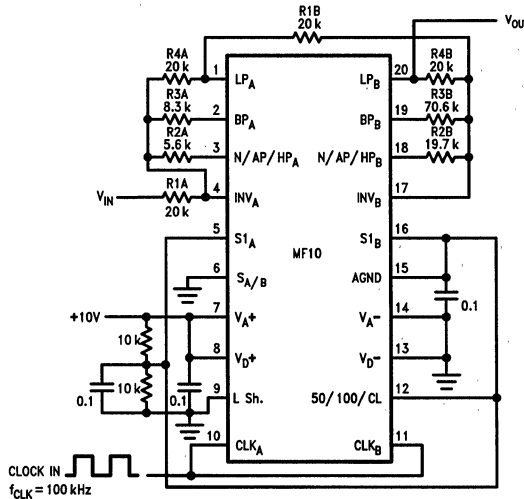 R1B
20 k
V_OU
R4A
20 k
1
LP_A
LP_B
20
R4B
20 k
R3A
8.3 k
2
BP_A
BP_B
19
R3B
70.6 k
R2A
5.6 k
3
N/AP/HP_A
N/AP/HP_B
18
R2B
19.7 k
V_IN
R1A
20 k
4
INV_A
INV_B
17
5
S1_A
S1_B
16
MF10
6
S_A/B
AGND
15
0.1
+10V
7
V_A+
V_A-
14
10 k
8
V_D+
V_D-
13
0.1
10 k
0.1
9
L Sh.
50/100/CL
12
10
CLK_A
CLK_B
11
CLOCK IN
f_CLK = 100 kHz